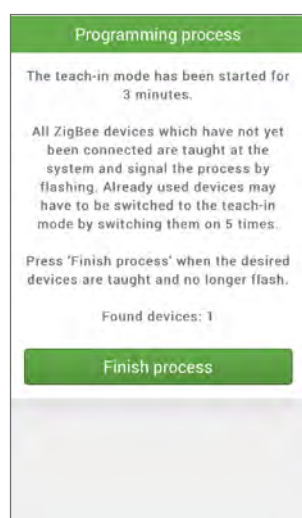 Programming process
The teach-in mode has been started for
3 minutes.
All ZigBee devices which have not yet
been connected are taught at the
system and signal the process by
flashing. Already used devices may
have to be switched to the teach-in
mode by switching them on 5 times.
Press 'Finish process' when the desired
devices are taught and no longer flash.
Found devices: 1
Finish process